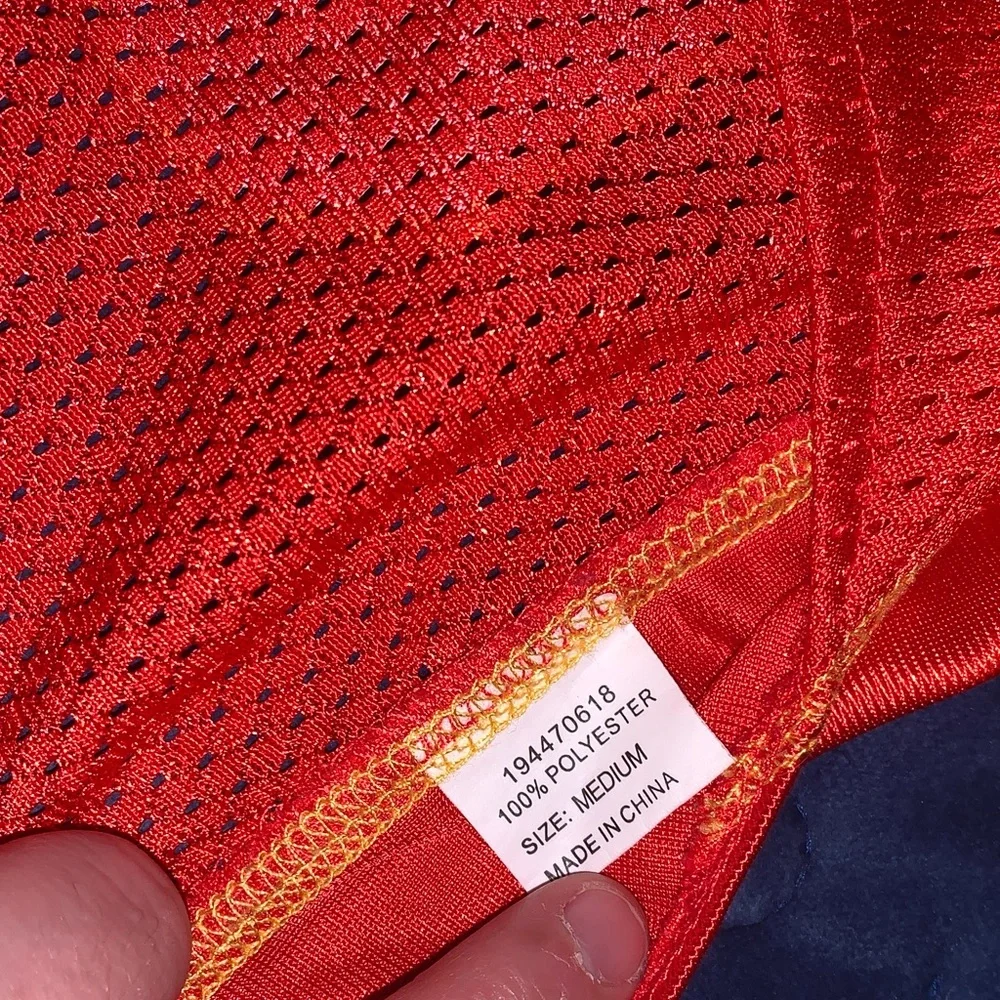 194470618
100% POLYESTER
SIZE: MEDIUM
MADE IN CHINA